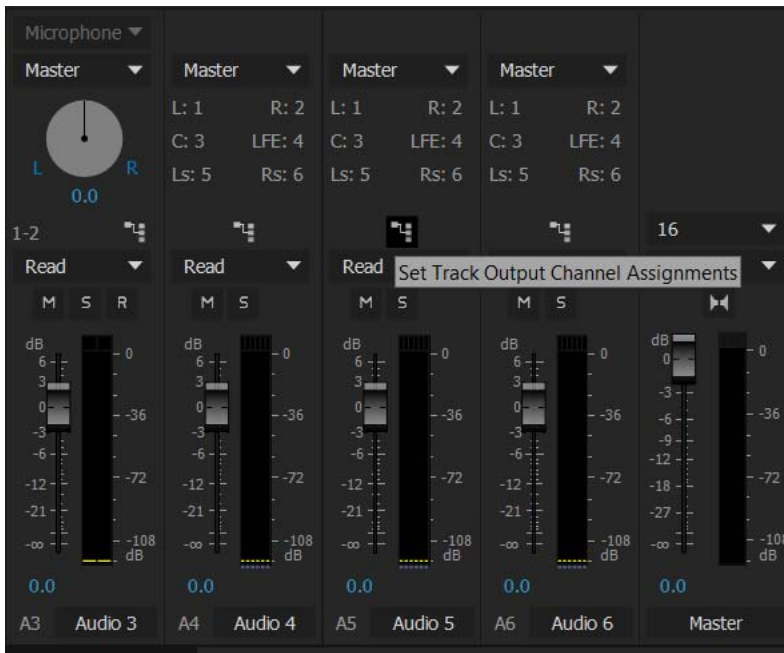 Microphone
Master Master Master Master
L: 1 R: 2 L: 1 R: 2 L: 1 R: 2
C: 3 LFE: 4 C: 3 LFE: 4 C: 3 LFE: 4
L R Ls: 5 Rs: 6 Ls: 5 Rs: 6 Ls: 5 Rs: 6
0.0
1-2 16
Read Read Read Set Track Output Channel Assignments
M S R M S M S M S
dB dB dB dB dB
6 0 6 0 6 0 6 0 0 0
3 3 3 3
0 -36 0 -36 0 -36 0 -36 -3 -36
-3 -3 -3 -3 -6
-6 -6 -6 -6 -9
-12 -72 -12 -72 -12 -72 -12 -72 -12 -72
-18
-21 -21 -21 -21 -27
-∞ -108 -∞ -108 -∞ -108 -∞ -108 -∞ -10
dB dB dB dB dB
0.0 0.0 0.0 0.0 0.0
A3 Audio 3 A4 Audio 4 A5 Audio 5 A6 Audio 6 Master